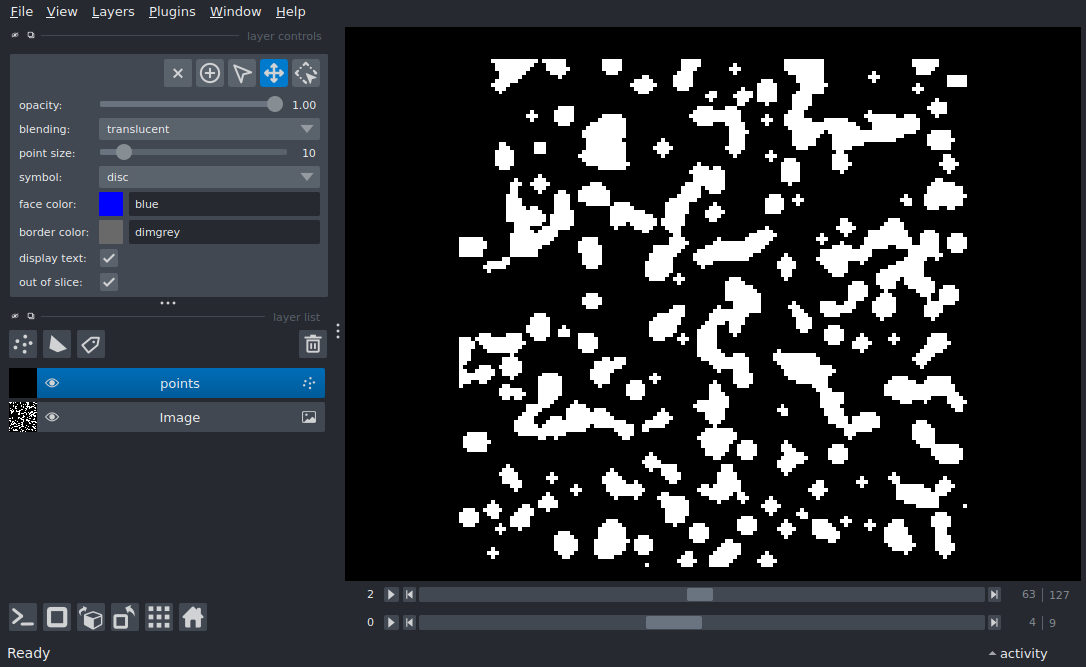 File View Layers Plugins Window Help
layer controls
opacity: 1.00
blending: translucent
point size: 10
symbol: disc
face color: blue
border color: dimgrey
display text:
out of slice:
layer list
points
Image
2 63 127
0 4 9
Ready activity